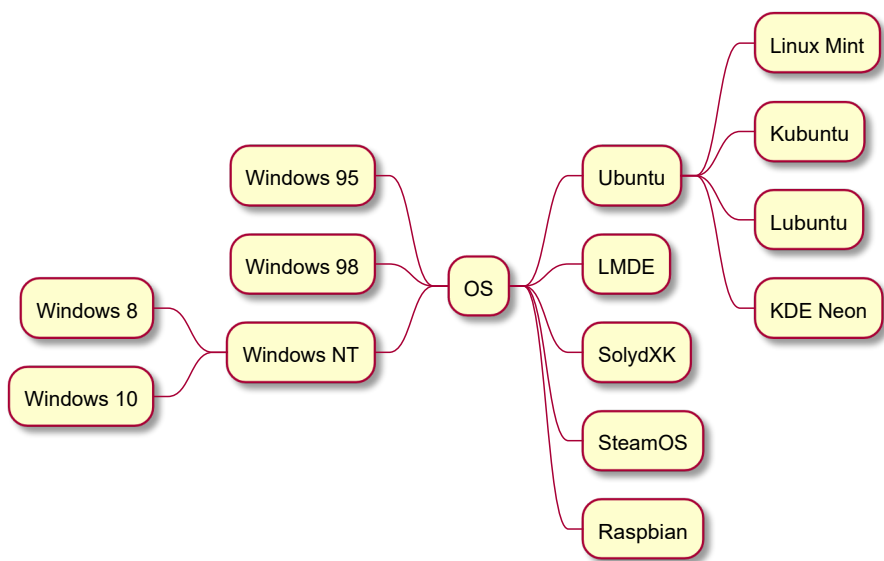 Linux Mint
Kubuntu
Windows 95
Ubuntu
Lubuntu
Windows 98
LMDE
OS
Windows 8
KDE Neon
Windows NT
SolydXK
Windows 10
SteamOS
Raspbian